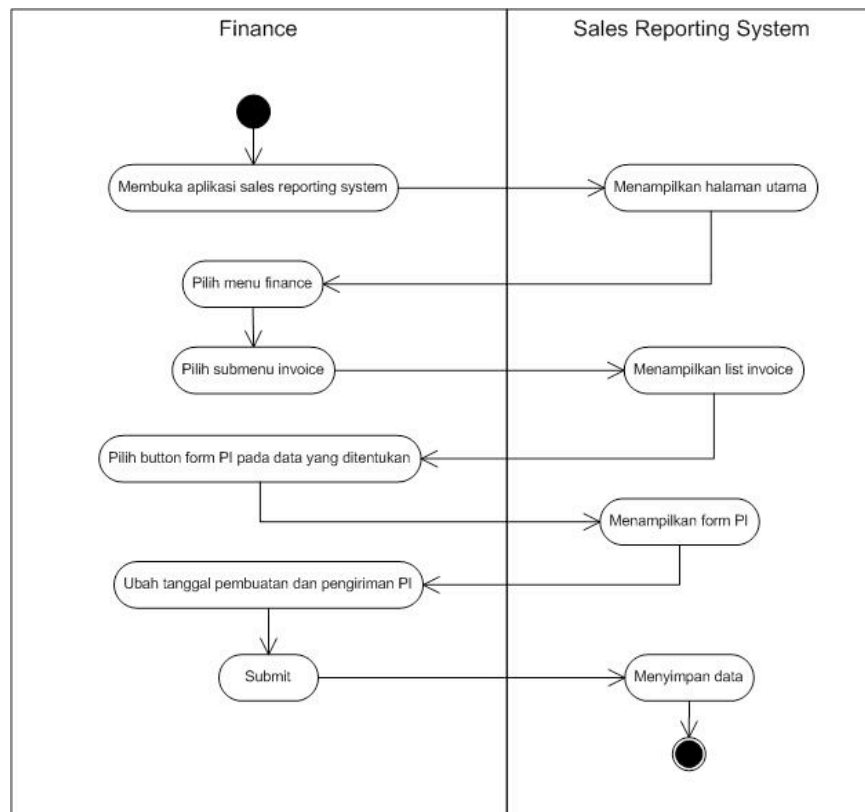 Finance
Sales Reporting System
Membuka aplikasi sales reporting system
Menampilkan halaman utama
Pilih menu finance
Pilih submenu invoice
Menampilkan list invoice
Pilih button form PI pada data yang ditentukan
Menampilkan form PI
Ubah tanggal pembuatan dan pengiriman PI
Submit
Menyimpan data